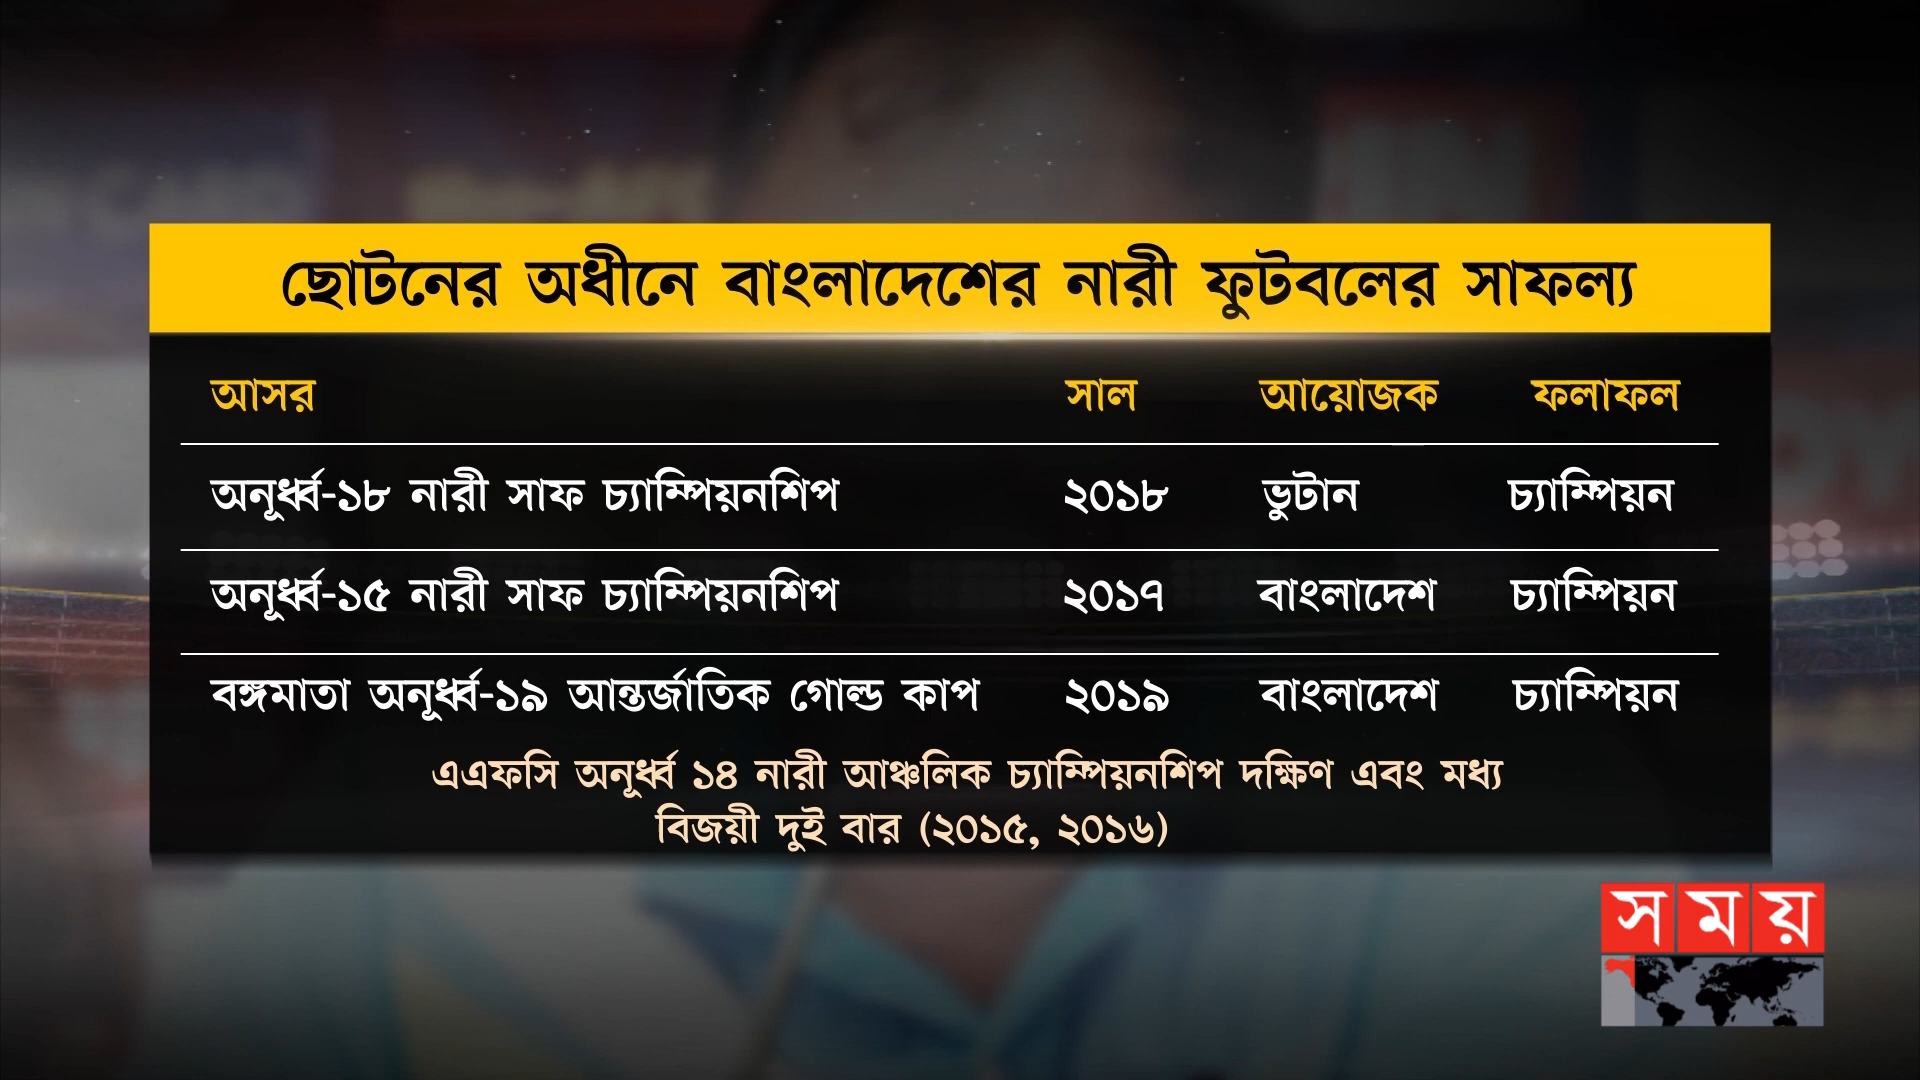 ছোটনের অধীনে বাংলাদেশের নারী ফুটবলের সাফল্য
আসর সাল আয়োজক ফলাফল
অনূর্ধ্ব-১৮ নারী সাফ চ্যাম্পিয়নশিপ ২০১৮ ভুটান চ্যাম্পিয়ন
অনূর্ধ্ব-১৫ নারী সাফ চ্যাম্পিয়নশিপ ২০১৭ বাংলাদেশ চ্যাম্পিয়ন
বঙ্গমাতা অনূর্ধ্ব-১৯ আন্তর্জাতিক গোল্ড কাপ ২০১৯ বাংলাদেশ চ্যাম্পিয়ন
এএফসি অনূর্ধ্ব ১৪ নারী আঞ্চলিক চ্যাম্পিয়নশিপ দক্ষিণ এবং মধ্য
বিজয়ী দুই বার (২০১৫, ২০১৬)
সময়